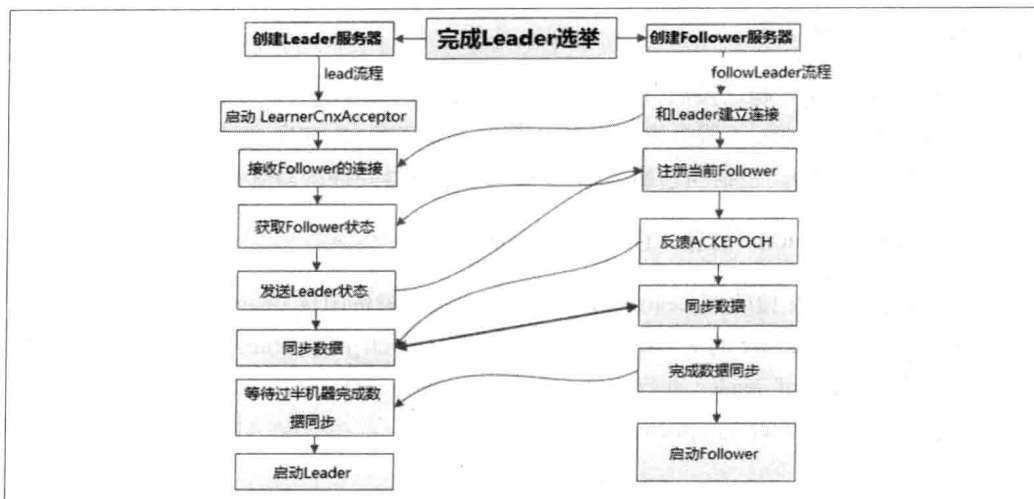 完成Leader选举
创建Leader服务器
创建Follower服务器
lead流程
followLeader流程
启动 LearnerCnxAcceptor
和Leader建立连接
接收Follower的连接
注册当前Follower
获取Follower状态
反馈ACKEPOCH
发送Leader状态
同步数据
同步数据
完成数据同步
等待过半机器完成数
据同步
启动Leader
启动Follower